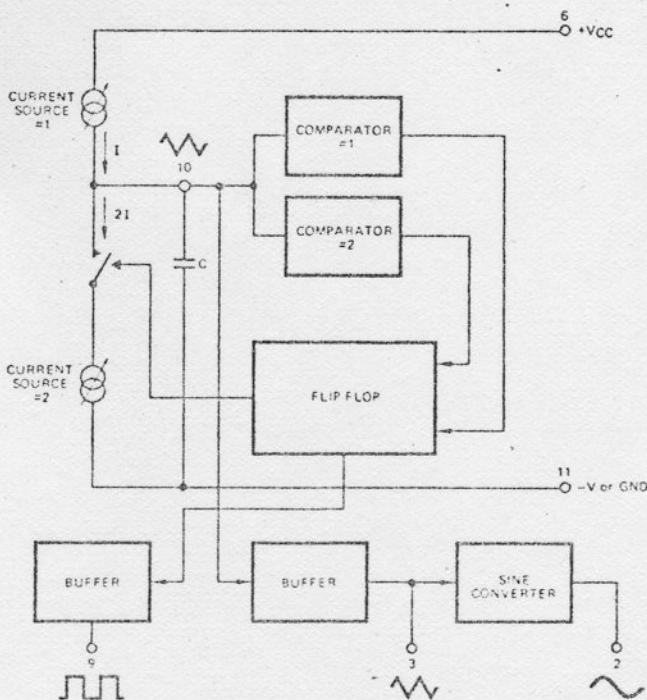 6
+VCC
CURRENT
SOURCE
#1
I
10
COMPARATOR
#1
2I
COMPARATOR
#2
C
CURRENT
SOURCE
#2
FLIP FLOP
11
-V or GND
BUFFER
BUFFER
SINE
CONVERTER
9
3
2